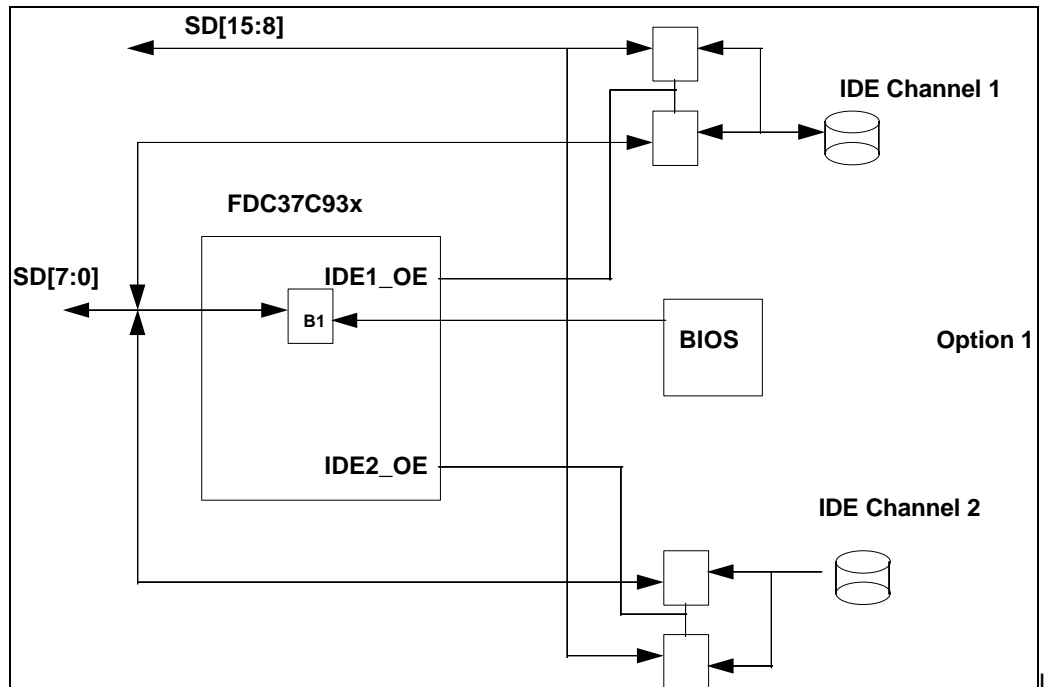 SD[15:8]
IDE Channel 1
FDC37C93x
IDE1_OE
SD[7:0]
B1
BIOS
Option 1
IDE2_OE
IDE Channel 2